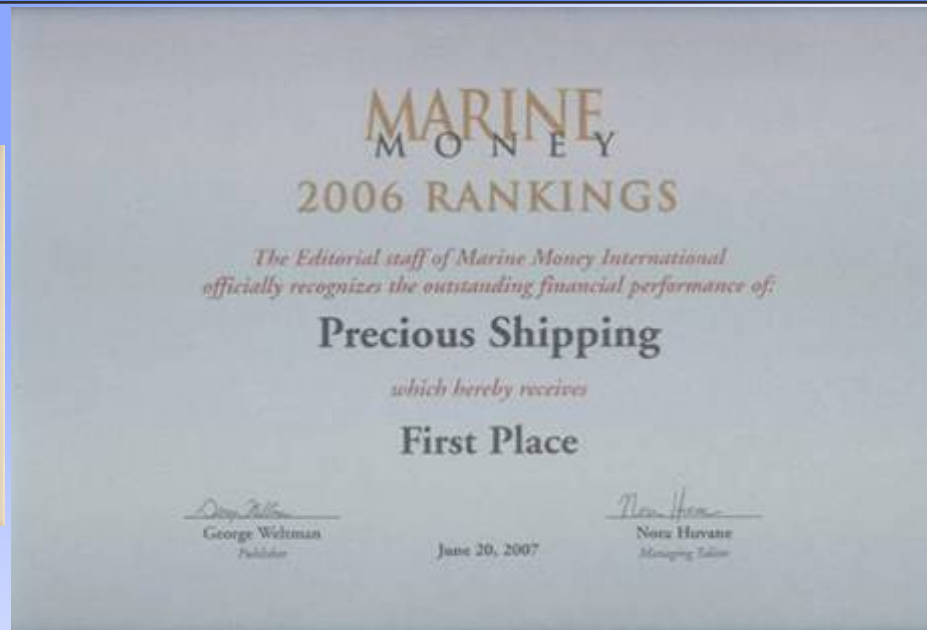 MARINE
MONEY
2006 RANKINGS
The Editorial staff of Marine Money International
officially recognizes the outstanding financial performance of:
Precious Shipping
which hereby receives
First Place
George Weltman
Publisher
June 20, 2007
Nora Huvane
Managing Editor